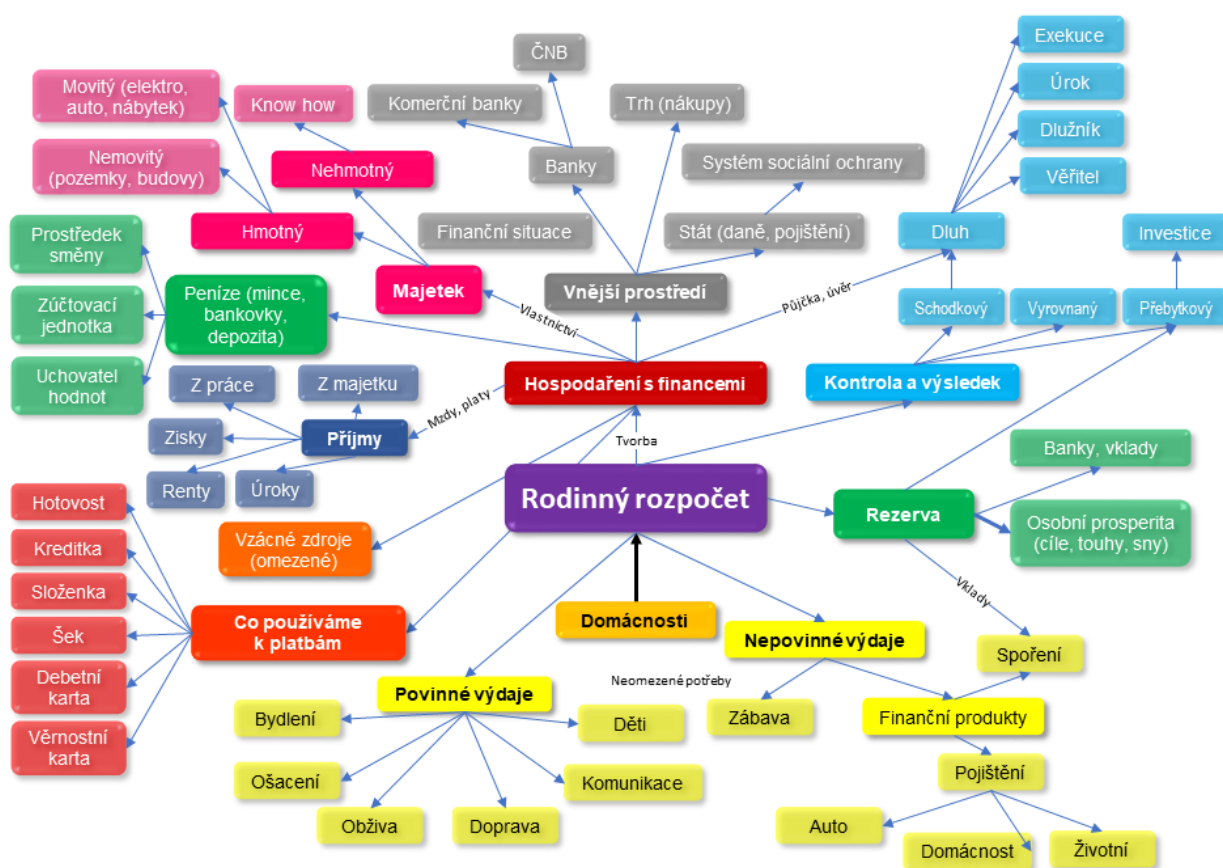 Exekuce
ČNB
Movitý (elektro,
auto, nábytek)
Know how
Komerční banky
Trh (nákupy)
Úrok
Dlužník
Nemovitý
(pozemky, budovy)
Nehmotný
Banky
Systém sociální ochrany
Věřitel
Prostředek
směny
Hmotný
Finanční situace
Stát (daně, pojištění)
Dluh
Investice
Majetek
Vnější prostředí
Peníze (mince,
bankovky,
depozita)
Zúčtovací
jednotka
Vlastnictví
Půjčka, úvěr
Schodkový
Vyrovnaný
Přebytkový
Uchovatel
hodnot
Z práce
Z majetku
Mzdy, platy
Hospodaření s financemi
Kontrola a výsledek
Zisky
Příjmy
Tvorba
Banky, vklady
Renty
Úroky
Rodinný rozpočet
Rezerva
Hotovost
Vzácné zdroje
(omezené)
Osobní prosperita
(cíle, touhy, sny)
Kreditka
Složenka
Vklady
Co používáme
k platbám
Domácnosti
Nepovinné výdaje
Šek
Spoření
Debetní
karta
Povinné výdaje
Neomezené potřeby
Bydlení
Děti
Zábava
Finanční produkty
Věrnostní
karta
Ošacení
Komunikace
Pojištění
Obživa
Doprava
Auto
Domácnost
Životní